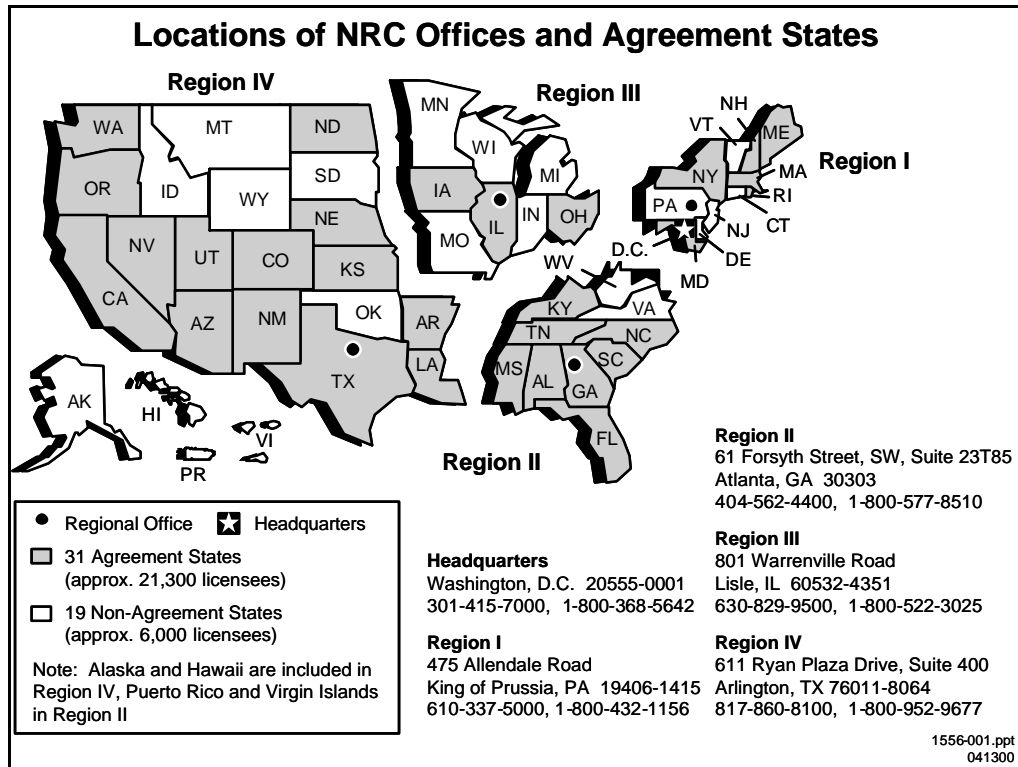 Locations of NRC Offices and Agreement States
Region IV
Region III
Region I
WA
MT
ND
OR
ID
WY
SD
NE
NV
UT
CO
KS
CA
AZ
NM
OK
AR
TX
LA
AK
HI
PR
VI
MN
WI
MI
IA
IL
IN
OH
MO
NH
VT
ME
NY
MA
RI
CT
PA
NJ
DE
D.C.
MD
WV
KY
VA
TN
NC
SC
MS
AL
GA
FL
Region II
Regional Office
Headquarters
31 Agreement States
(approx. 21,300 licensees)
19 Non-Agreement States
(approx. 6,000 licensees)
Note: Alaska and Hawaii are included in
Region IV, Puerto Rico and Virgin Islands
in Region II
Headquarters
Washington, D.C. 20555-0001
301-415-7000, 1-800-368-5642
Region I
475 Allendale Road
King of Prussia, PA 19406-1415
610-337-5000, 1-800-432-1156
Region II
61 Forsyth Street, SW, Suite 23T85
Atlanta, GA 30303
404-562-4400, 1-800-577-8510
Region III
801 Warrenville Road
Lisle, IL 60532-4351
630-829-9500, 1-800-522-3025
Region IV
611 Ryan Plaza Drive, Suite 400
Arlington, TX 76011-8064
817-860-8100, 1-800-952-9677
1556-001.ppt
041300